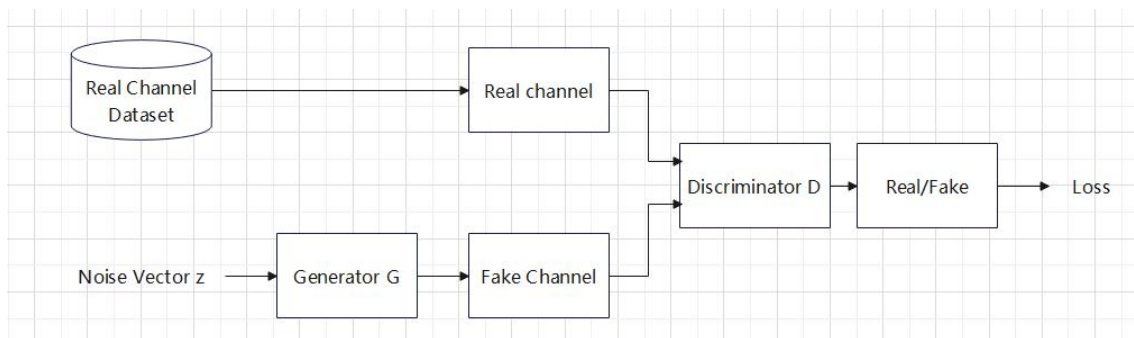 Real Channel
Dataset
Real channel
Discriminator D
Real/Fake
Loss
Noise Vector z
Generator G
Fake Channel